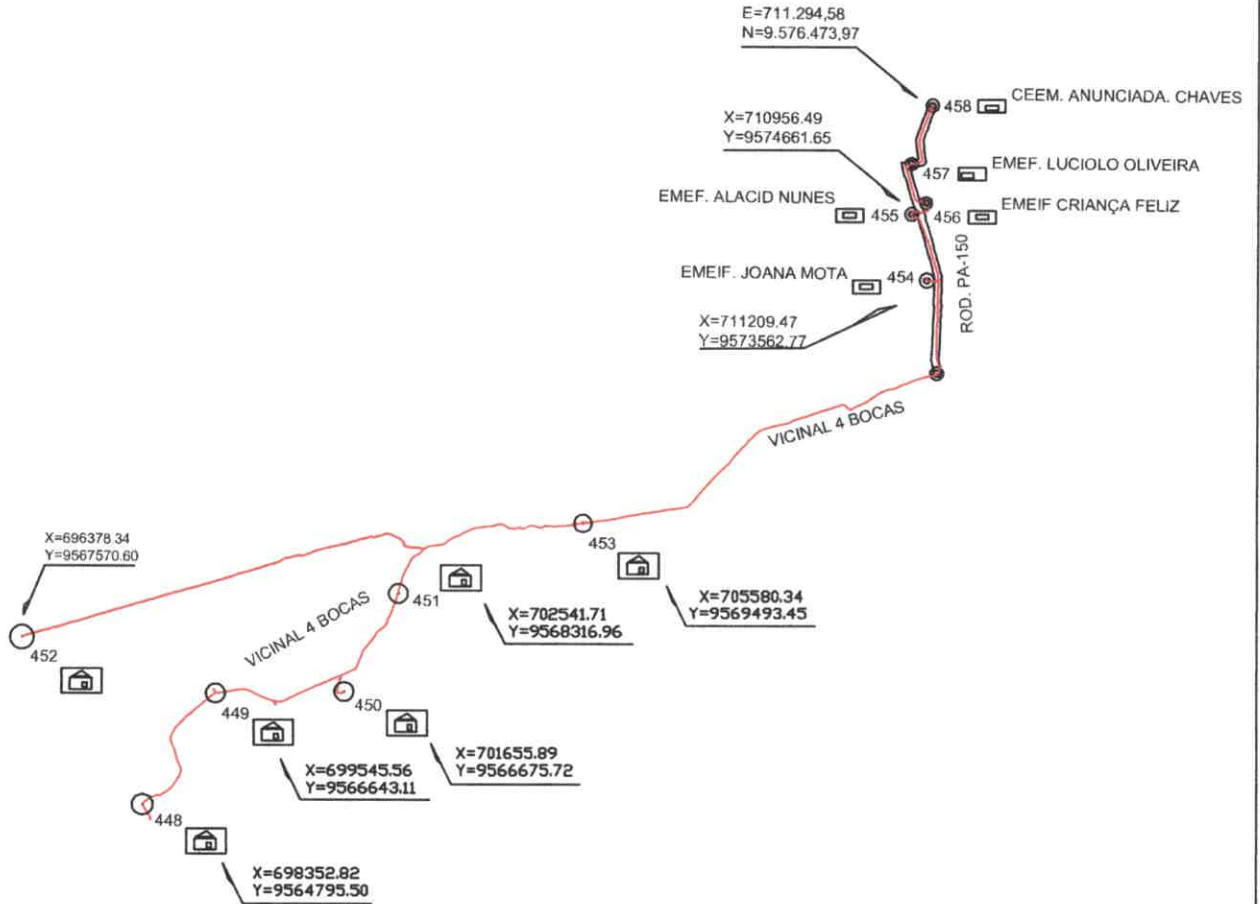 E=711.294,58
N=9.576.473,97
458
CEEM. ANUNCIADA. CHAVES
X=710956.49
Y=9574661.65
457
EMEF. LUCIOLO OLIVEIRA
EMEF. ALACID NUNES
455
456
EMEIF CRIANÇA FELIZ
EMEIF. JOANA MOTA
454
ROD. PA-150
X=711209.47
Y=9573562.77
VICINAL 4 BOCAS
453
X=705580.34
Y=9569493.45
X=696378.34
Y=9567570.60
452
451
X=702541.71
Y=9568316.96
VICINAL 4 BOCAS
449
450
X=701655.89
Y=9566675.72
X=699545.56
Y=9566643.11
448
X=698352.82
Y=9564795.50